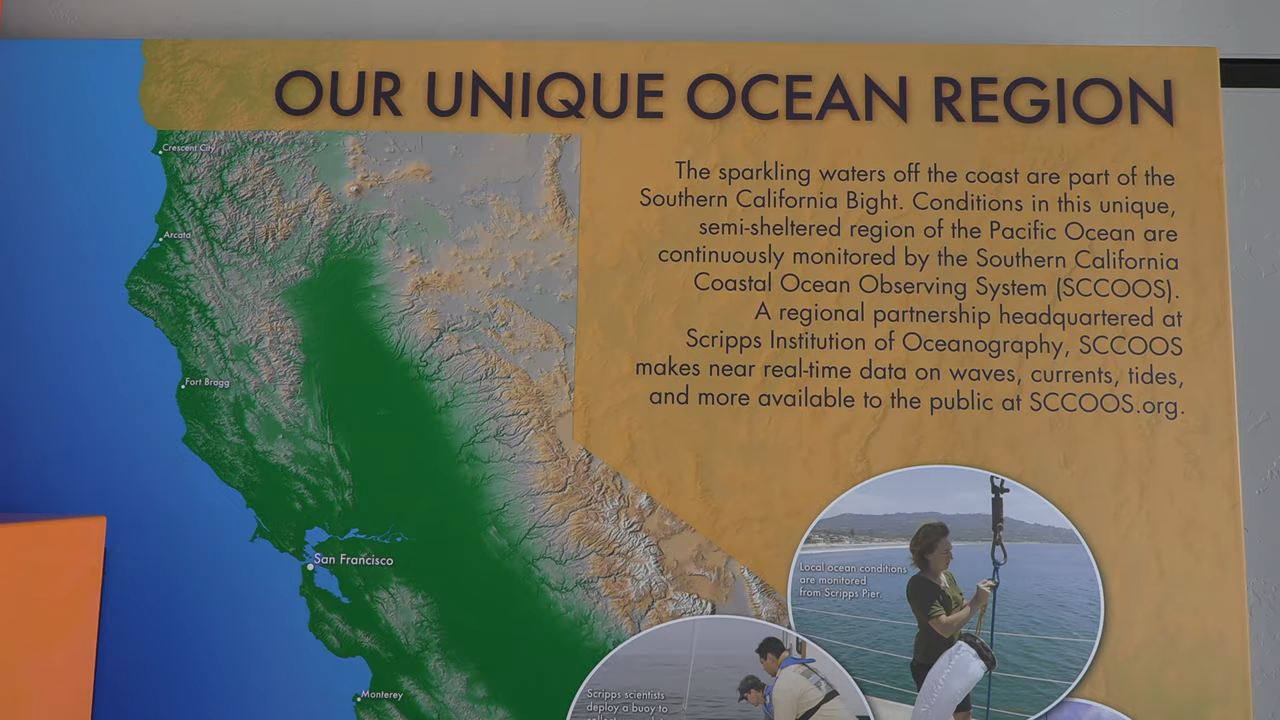 OUR UNIQUE OCEAN REGION
The sparkling waters off the coast are part of the
Southern California Bight. Conditions in this unique,
semi-sheltered region of the Pacific Ocean are
continuously monitored by the Southern California
Coastal Ocean Observing System (SCCOOS).
A regional partnership headquartered at
Scripps Institution of Oceanography, SCCOOS
makes near real-time data on waves, currents, tides,
and more available to the public at SCCOOS.org.
Crescent City
Arcata
Fort Bragg
San Francisco
Monterey
Local ocean conditions
are monitored
from Scripps Pier.
Scripps scientists
deploy a buoy to